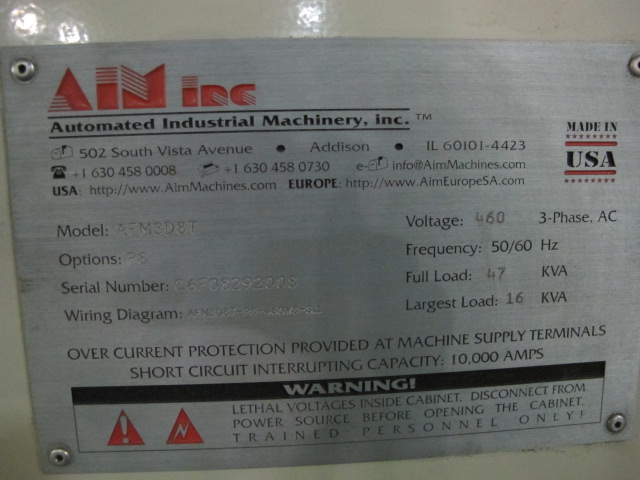 AIM inc
Automated Industrial Machinery, inc. ™
502 South Vista Avenue • Addison • IL 60101-4423
☎ +1 630 458 0008 +1 630 458 0730 e- info@AimMachines.com
USA: http://www.AimMachines.com EUROPE: http://www.AimEuropeSA.com
MADE IN
USA
Model: AFM3D8T
Options: PS
Serial Number:
Wiring Diagram:
Voltage: 460 3-Phase, AC
Frequency: 50/60 Hz
Full Load: 47 KVA
Largest Load: 16 KVA
OVER CURRENT PROTECTION PROVIDED AT MACHINE SUPPLY TERMINALS
SHORT CIRCUIT INTERRUPTING CAPACITY: 10,000 AMPS
WARNING!
LETHAL VOLTAGES INSIDE CABINET. DISCONNECT FROM
POWER SOURCE BEFORE OPENING THE CABINET.
TRAINED PERSONNEL ONLY!